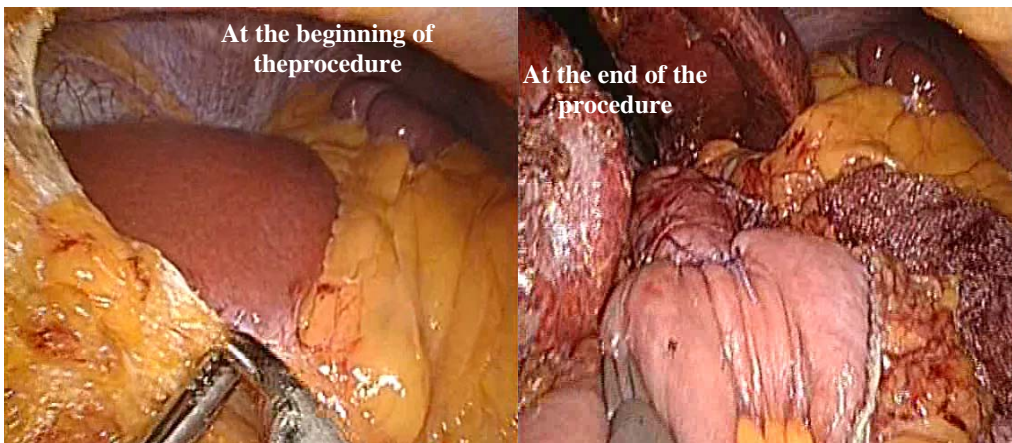 At the beginning of
theprocedure
At the end of the
procedure